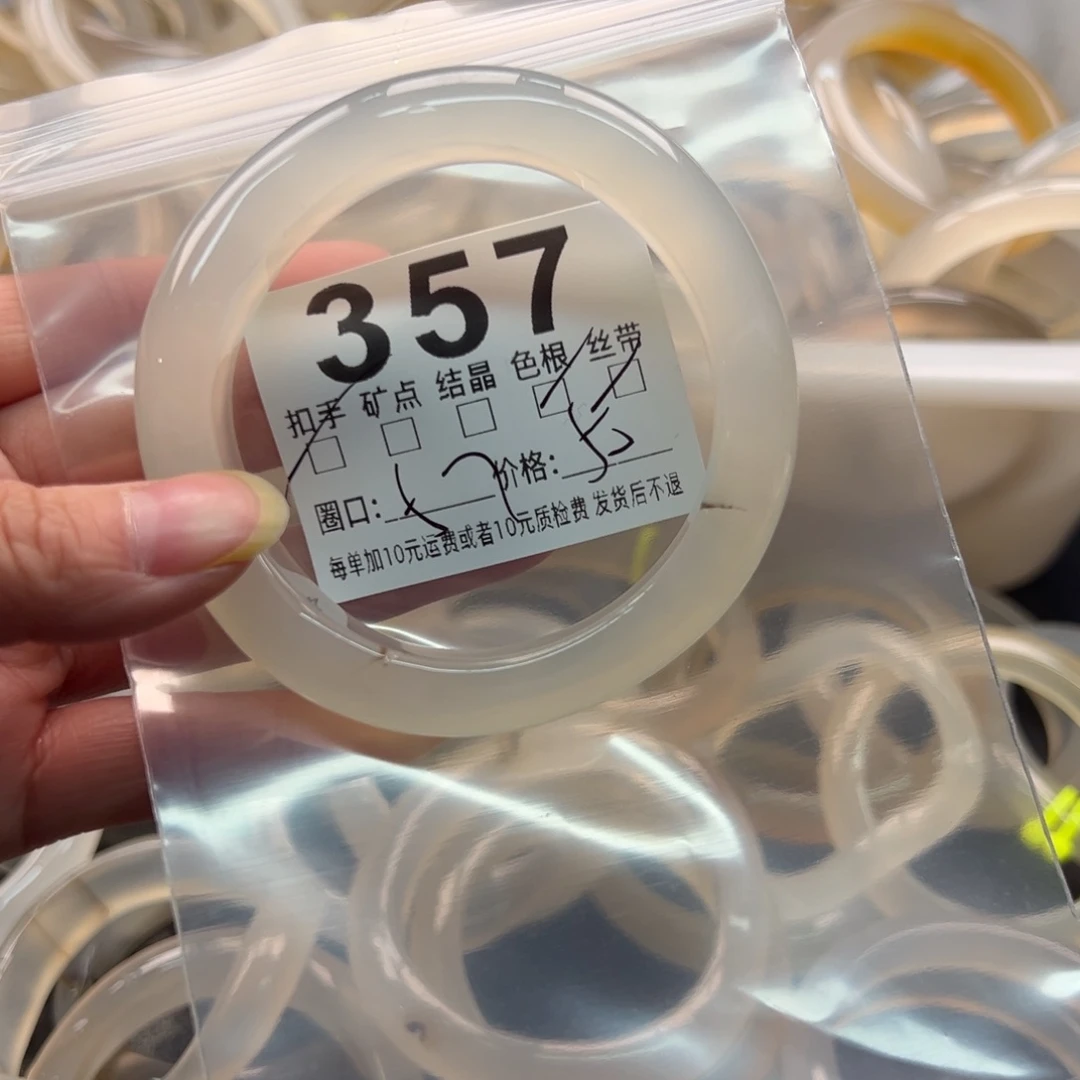 357
扣手 矿点 结晶 色根 丝带
圈口： 价格：
每单加10元运费或者10元质检费 发货后不退